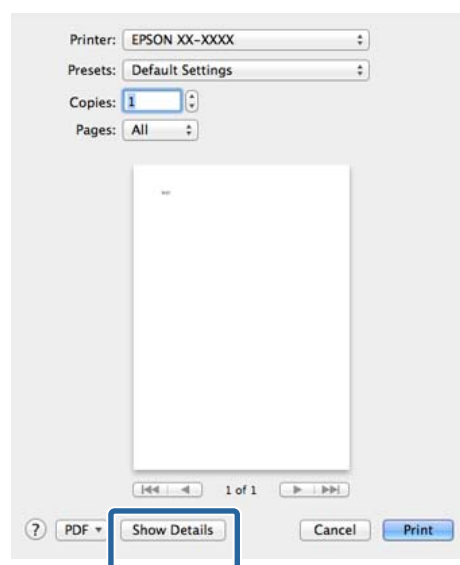 Printer: EPSON XX-XXXX
Presets: Default Settings
Copies: 1
Pages: All
1 of 1
? PDF Show Details Cancel Print